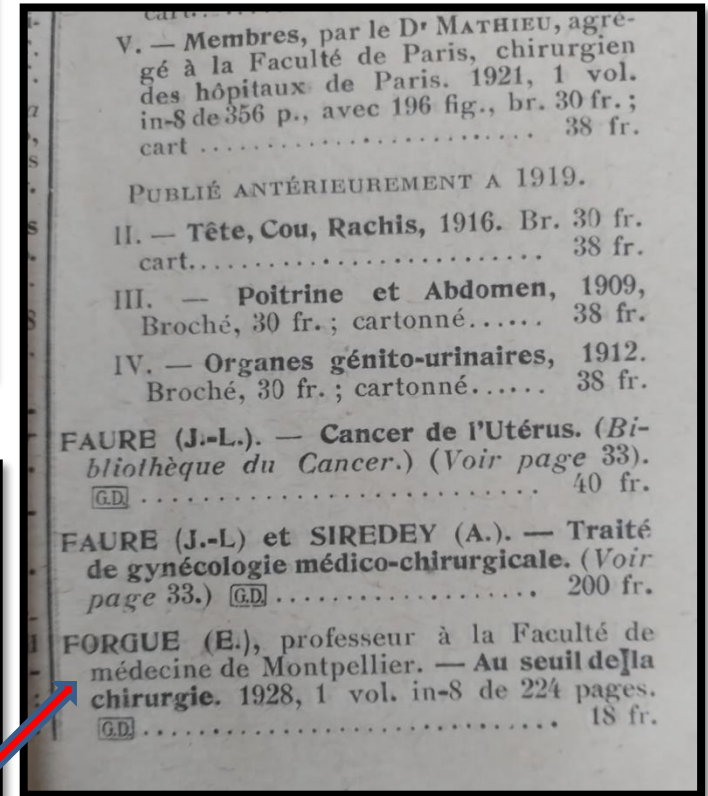 cart.
V. — Membres, par le Dr MATHIEU, agré-
gé à la Faculté de Paris, chirurgien
des hôpitaux de Paris. 1921, 1 vol.
in-8 de 356 p., avec 196 fig., br. 30 fr. ;
cart .......................... 38 fr.
PUBLIÉ ANTÉRIEUREMENT A 1919.
II. — Tête, Cou, Rachis, 1916. Br. 30 fr.
cart........................... 38 fr.
III. — Poitrine et Abdomen, 1909,
Broché, 30 fr. ; cartonné...... 38 fr.
IV. — Organes génito-urinaires, 1912.
Broché, 30 fr. ; cartonné...... 38 fr.
FAURE (J.-L.). — Cancer de l'Utérus. (Bi-
bliothèque du Cancer.) (Voir page 33).
G.D. ............................ 40 fr.
FAURE (J.-L) et SIREDEY (A.). — Traité
de gynécologie médico-chirurgicale. (Voir
page 33.) G.D. .................. 200 fr.
FORGUE (E.), professeur à la Faculté de
médecine de Montpellier. — Au seuil de la
chirurgie. 1928, 1 vol. in-8 de 224 pages.
G.D. ............................ 18 fr.